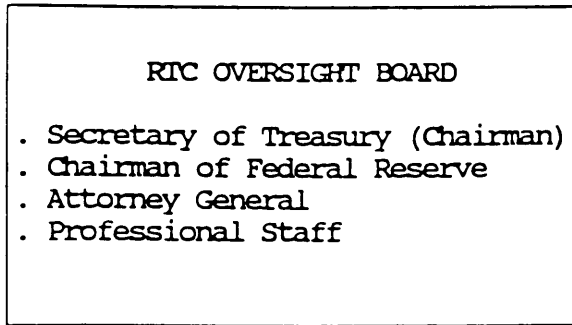 RTC OVERSIGHT BOARD
. Secretary of Treasury (Chairman)
. Chairman of Federal Reserve
. Attorney General
. Professional Staff